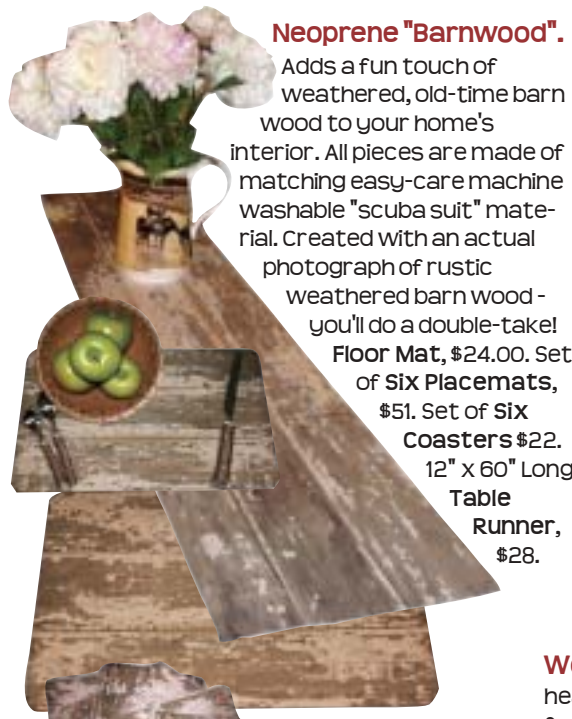 Neoprene "Barnwood".
Adds a fun touch of
weathered, old-time barn
wood to your home's
interior. All pieces are made of
matching easy-care machine
washable "scuba suit" mate-
rial. Created with an actual
photograph of rustic
weathered barn wood -
you'll do a double-take!
Floor Mat, $24.00. Set
of Six Placemats,
$51. Set of Six
Coasters $22.
12" x 60" Long
Table
Runner,
$28.